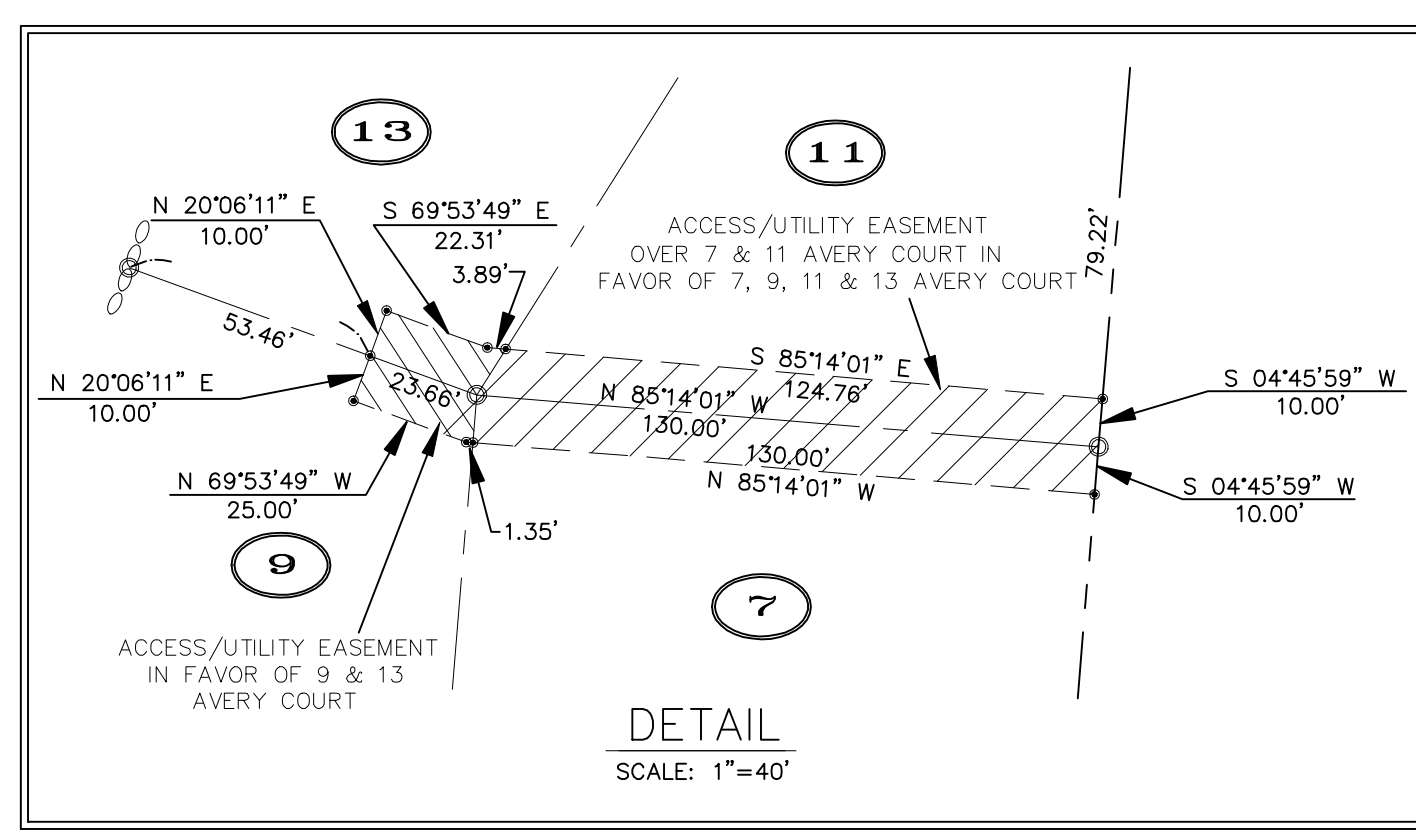 13
11
N 20°06'11" E
10.00'
S 69°53'49" E
22.31'
3.89'
ACCESS/UTILITY EASEMENT
OVER 7 & 11 AVERY COURT IN
FAVOR OF 7, 9, 11 & 13 AVERY COURT
79.22'
53.46'
N 20°06'11" E
10.00'
23.66'
S 85°14'01" E
124.76'
N 85°14'01" W
130.00'
130.00'
N 85°14'01" W
S 04°45'59" W
10.00'
S 04°45'59" W
10.00'
N 69°53'49" W
25.00'
1.35'
9
7
ACCESS/UTILITY EASEMENT
IN FAVOR OF 9 & 13
AVERY COURT
DETAIL
SCALE: 1"=40'